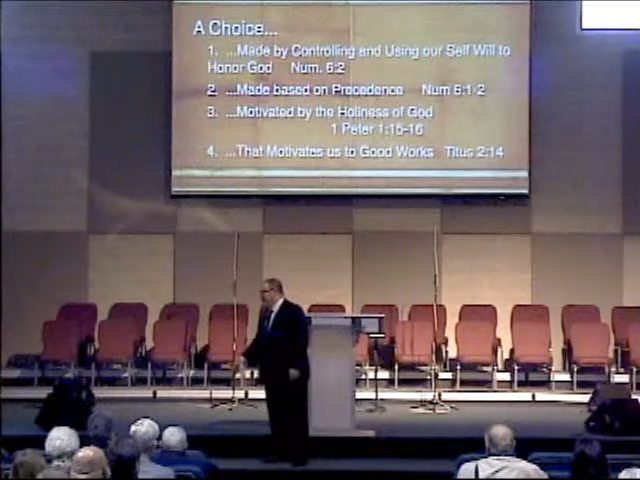 A Choice...
1. ...Made by Controlling and Using our Self Will to
Honor God Num. 6:2
2. ...Made based on Precedence Num 6:1-2
3. ...Motivated by the Holiness of God
1 Peter 1:15-16
4. ...That Motivates us to Good Works Titus 2:14